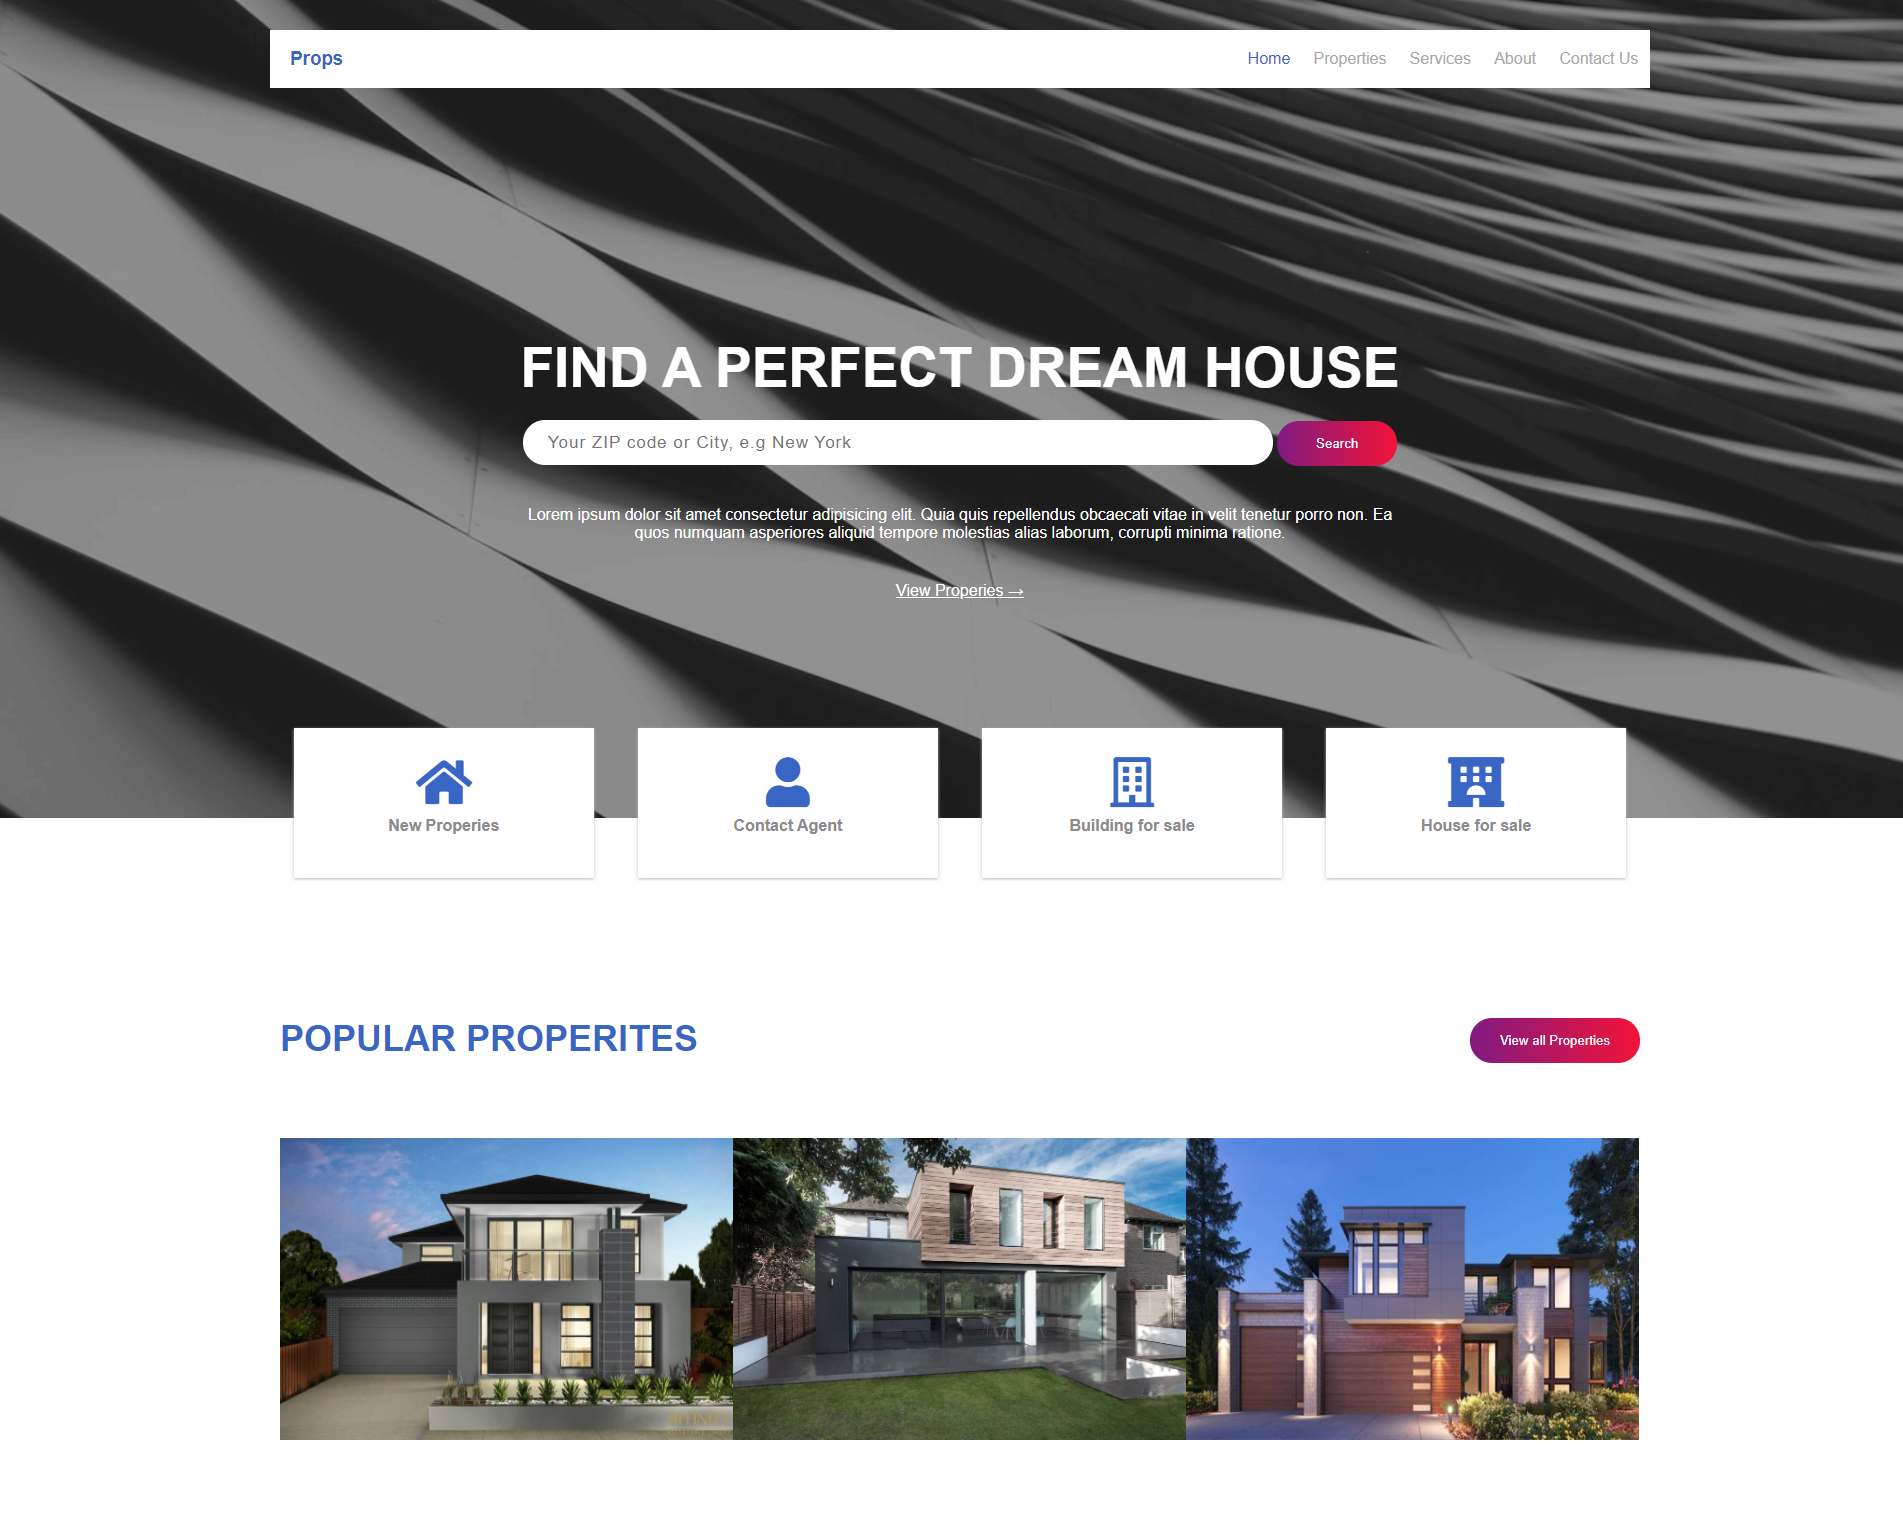 Props
Home Properties Services About Contact Us
FIND A PERFECT DREAM HOUSE
Your ZIP code or City, e.g New York
Search
Lorem ipsum dolor sit amet consectetur adipisicing elit. Quia quis repellendus obcaecati vitae in velit tenetur porro non. Ea
quos numquam asperiores aliquid tempore molestias alias laborum, corrupti minima ratione.
View Properies →
New Properies
Contact Agent
Building for sale
House for sale
POPULAR PROPERITES
View all Properties